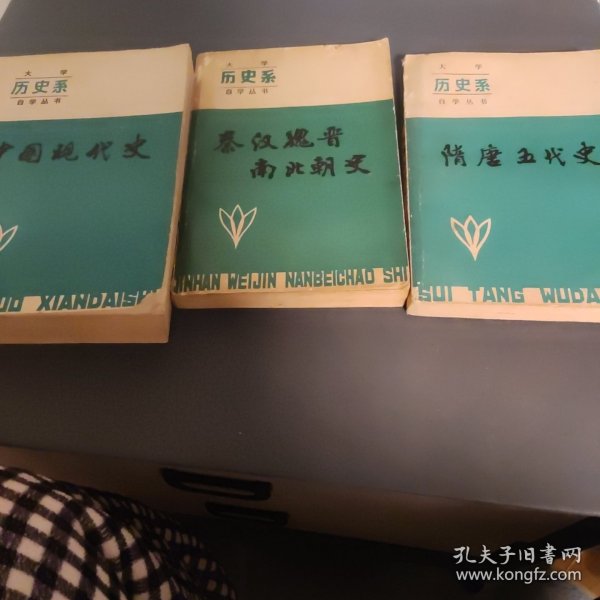 大学
历史系
自学丛书
中国现代史
UO XIANDAISH
大学
历史系
自学丛书
秦汉魏晋
南北朝史
QINHAN WEIJIN NANBEICHAO SHI
大学
历史系
自学丛书
隋唐五代史
SUI TANG WUDA
孔夫子旧书网
www.kongfz.com